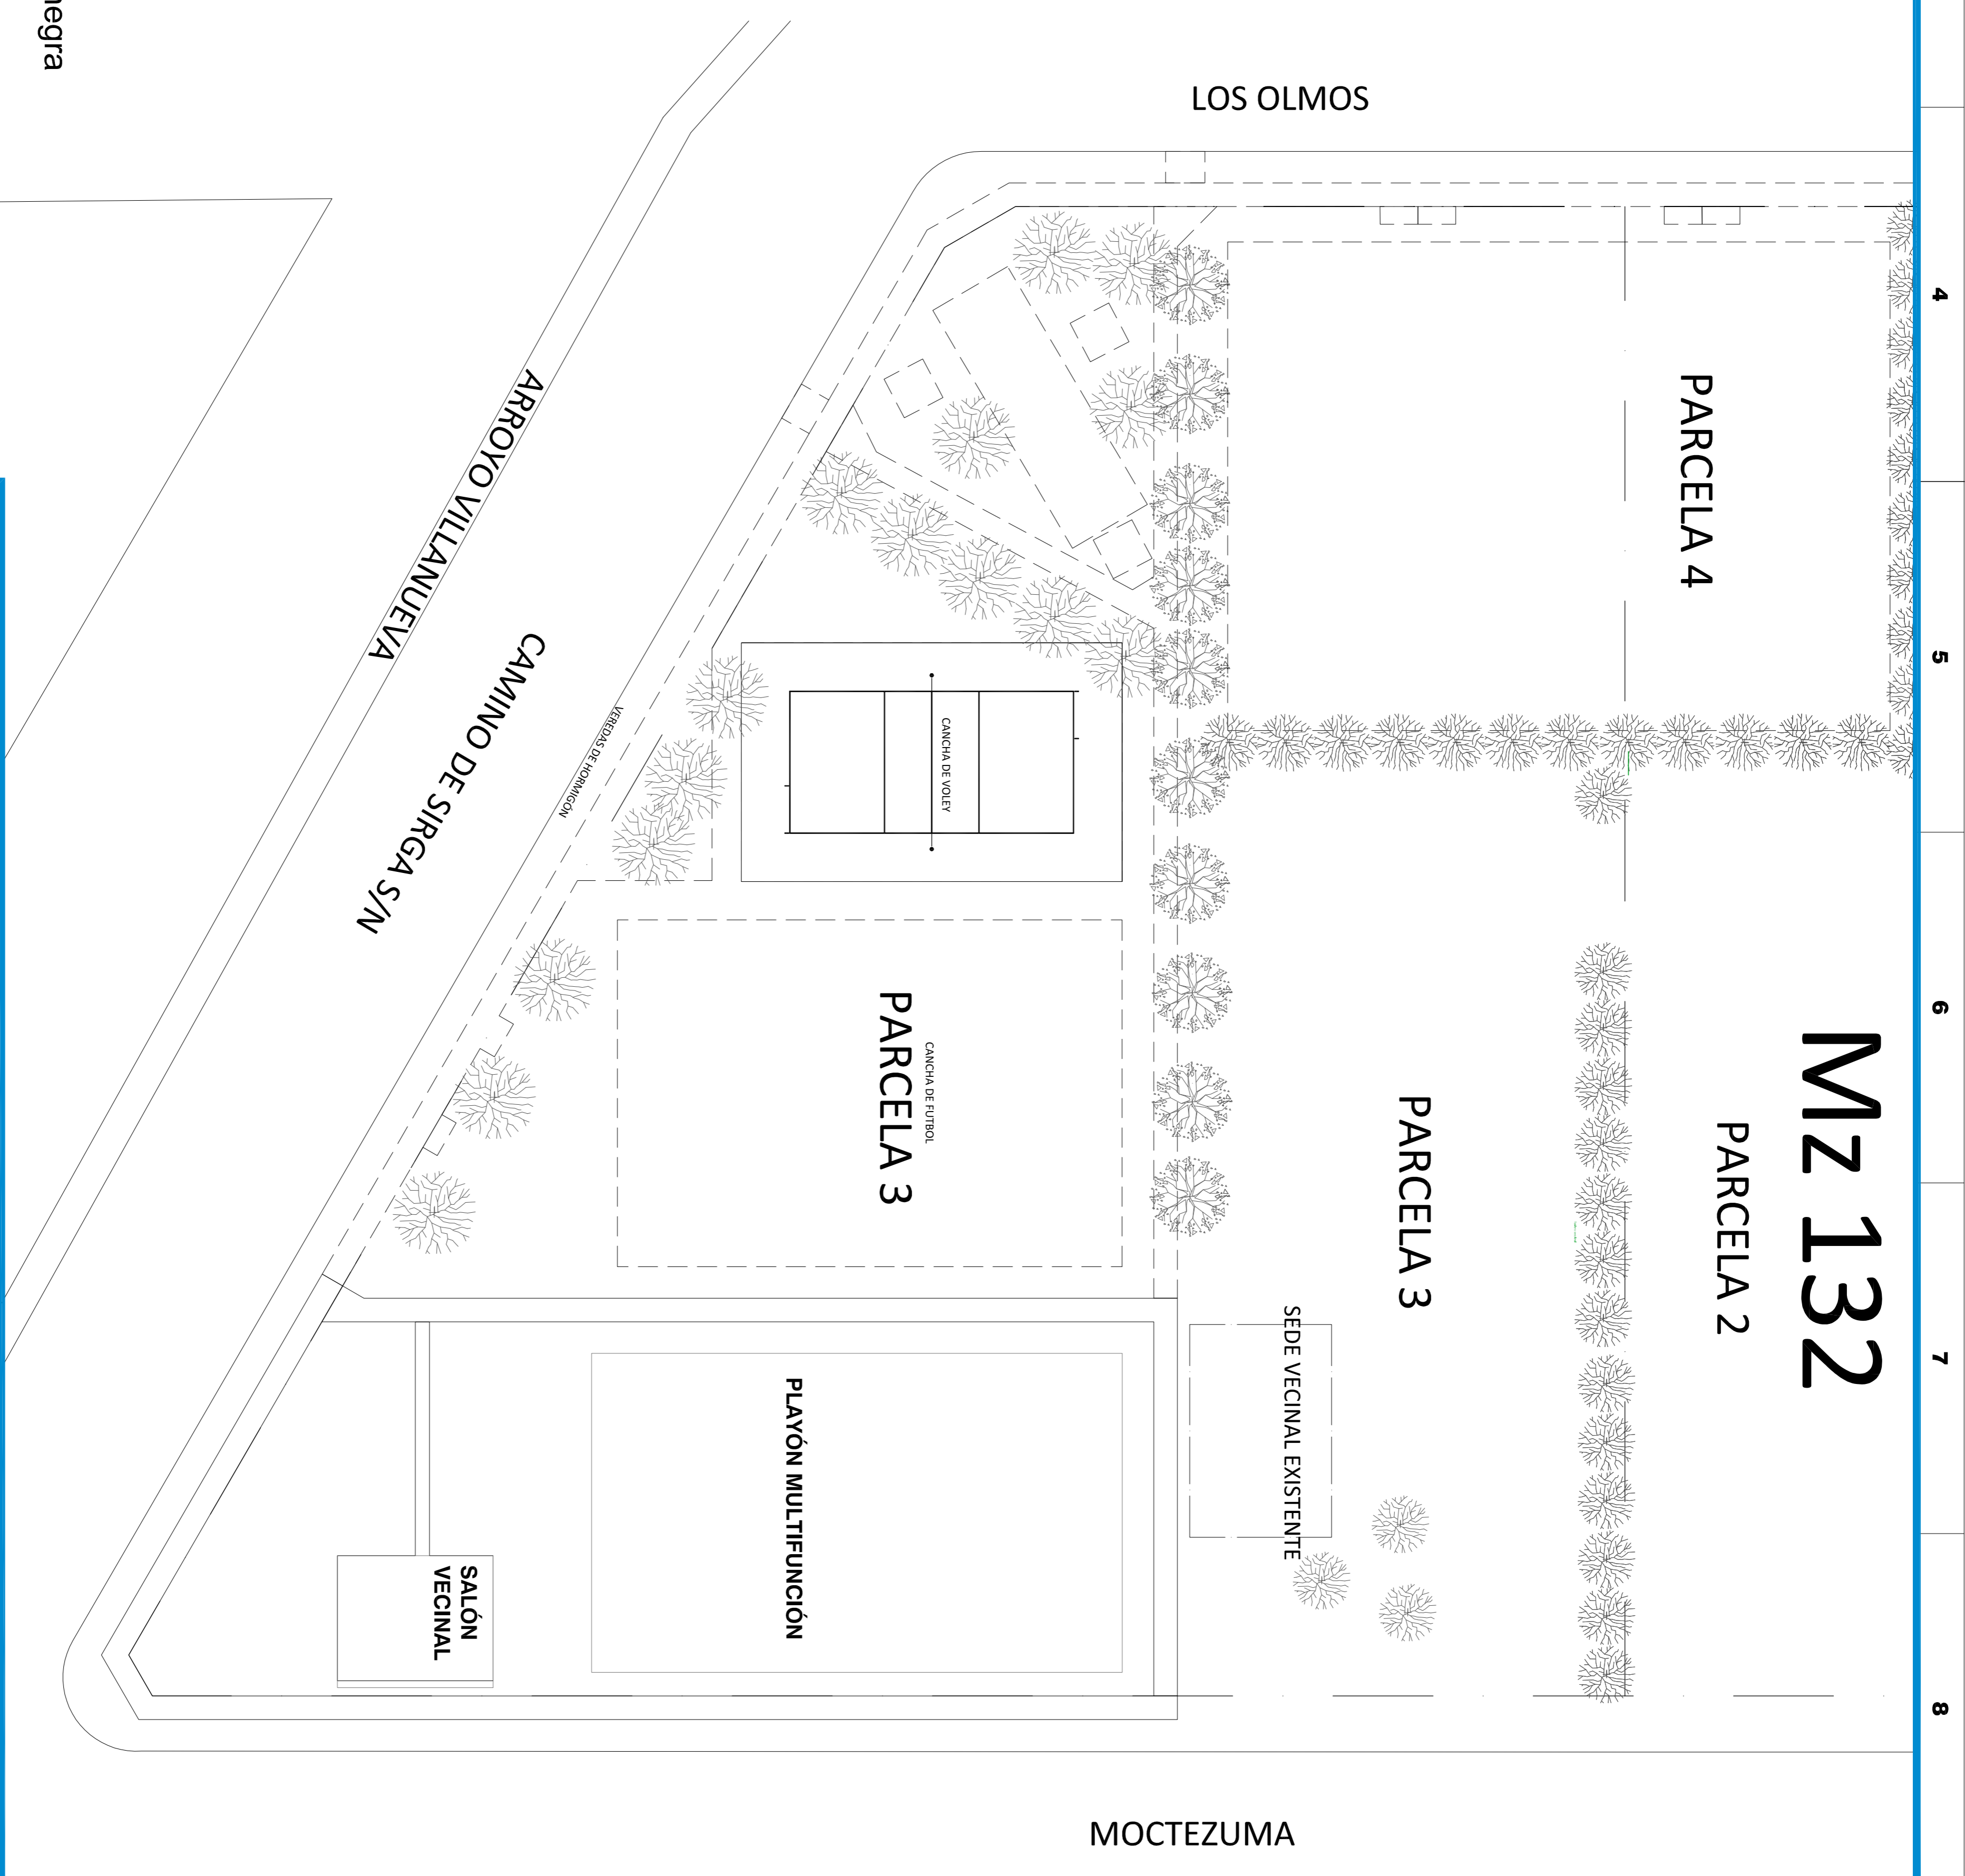 negra
LOS OLMOS
4
PARCELA 4
ARROYO VILLANUEVA
5
CAMINO DE SIRGA S/N
VEREDAS DE HORMIGÓN
CANCHA DE VOLEY
6
Mz 132
PARCELA 3
CANCHA DE FUTBOL
PARCELA 3
PARCELA 2
7
SEDE VECINAL EXISTENTE
PLAYÓN MULTIFUNCIÓN
SALÓN
VECINAL
8
MOCTEZUMA